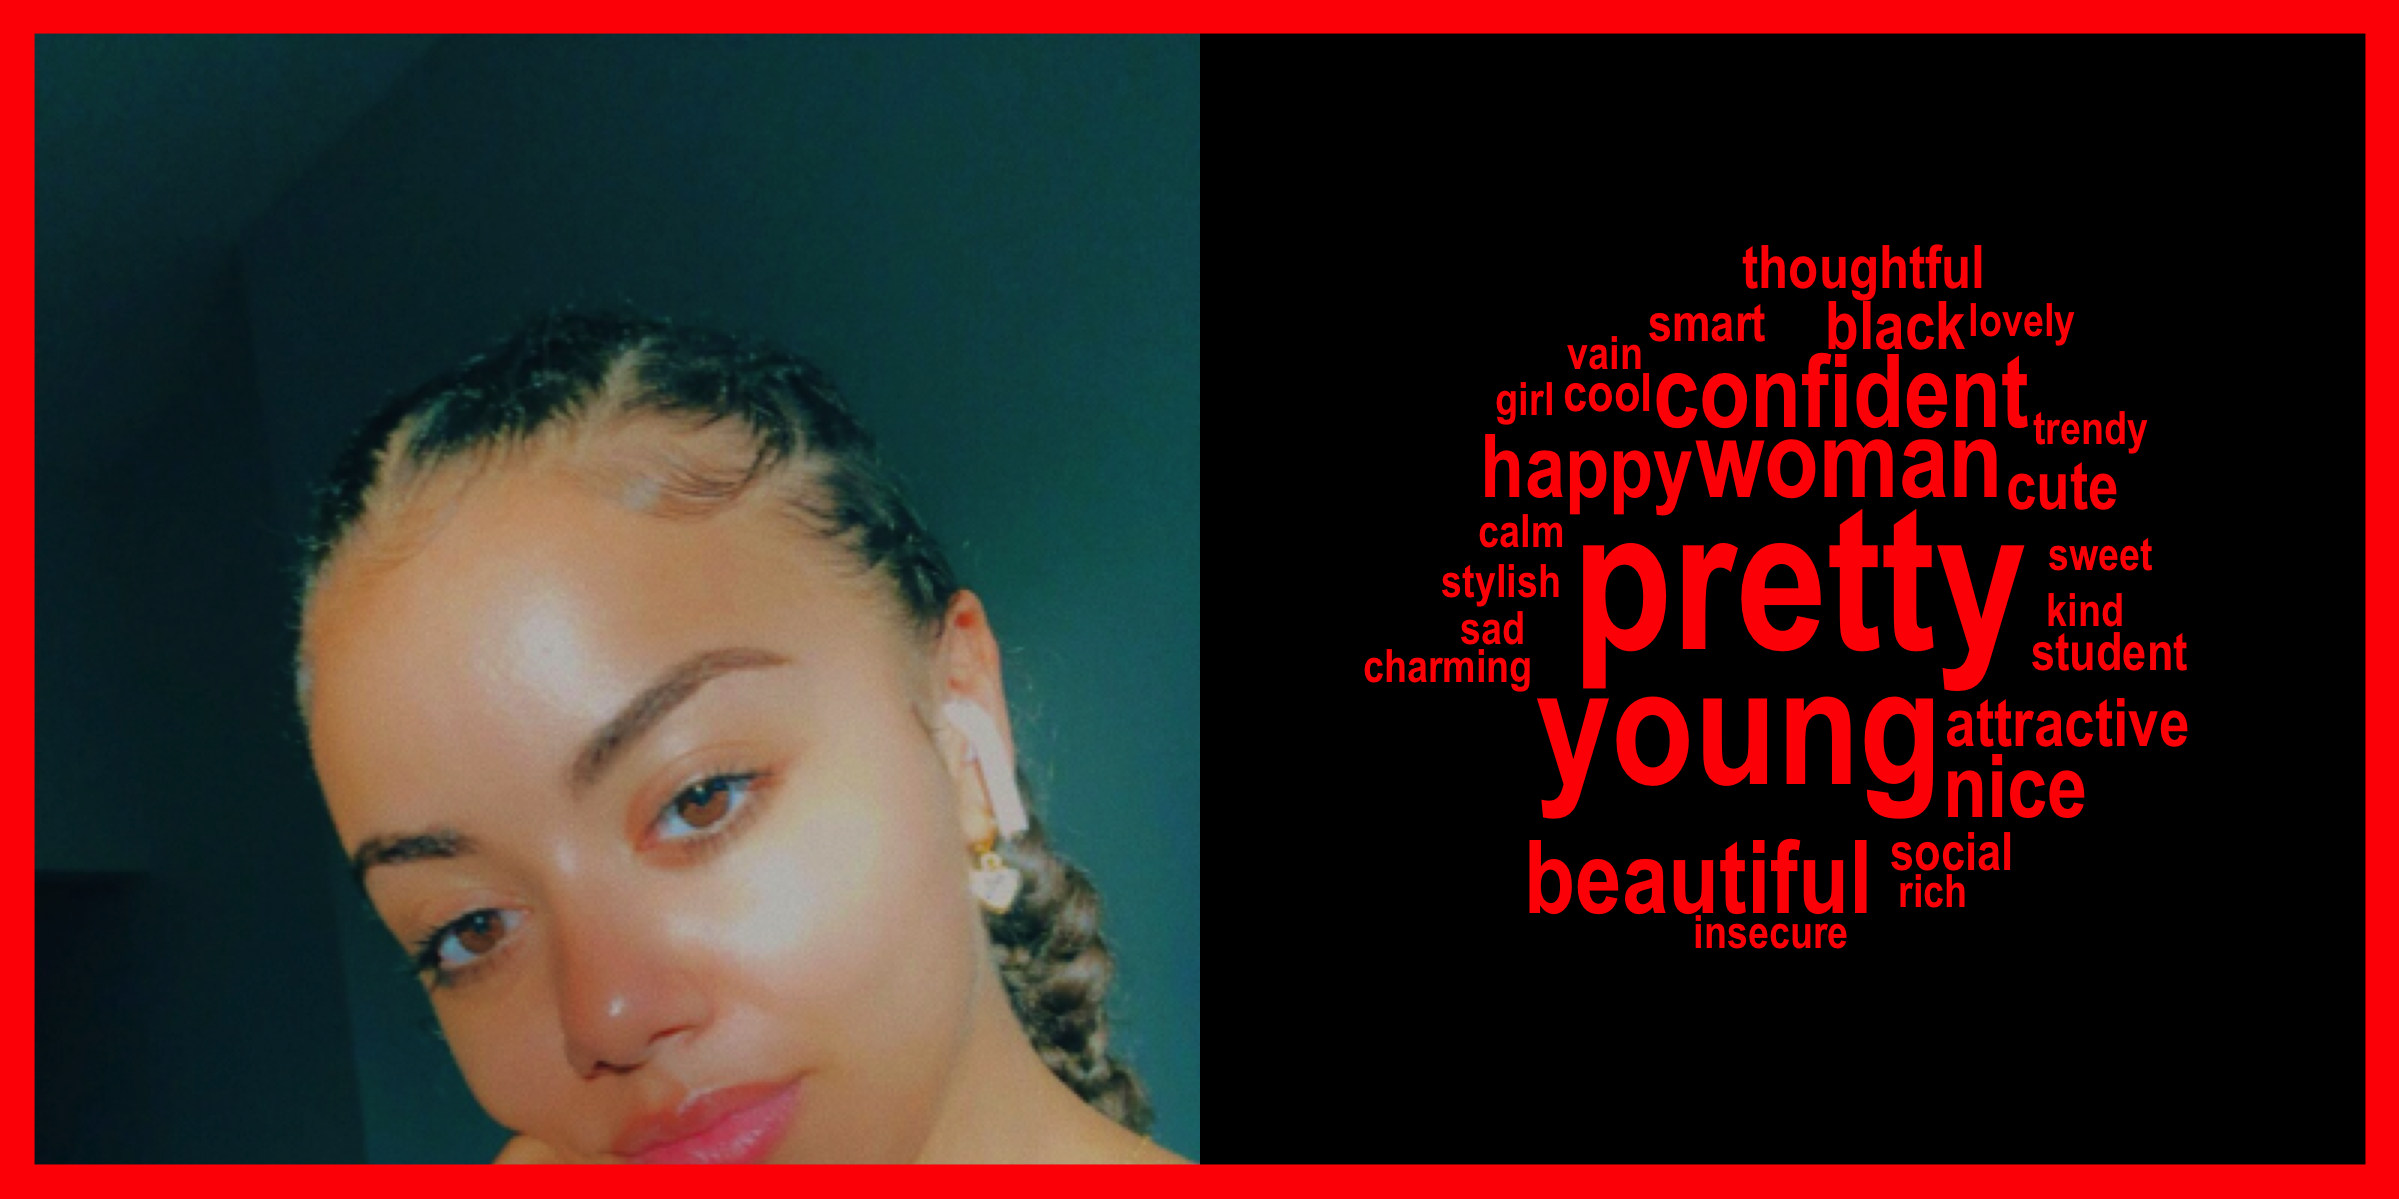 thoughtful
smart black lovely
vain
girl cool confident
trendy
happy woman cute
calm
pretty sweet
stylish
kind
sad
student
charming
young attractive
nice
beautiful social
rich
insecure